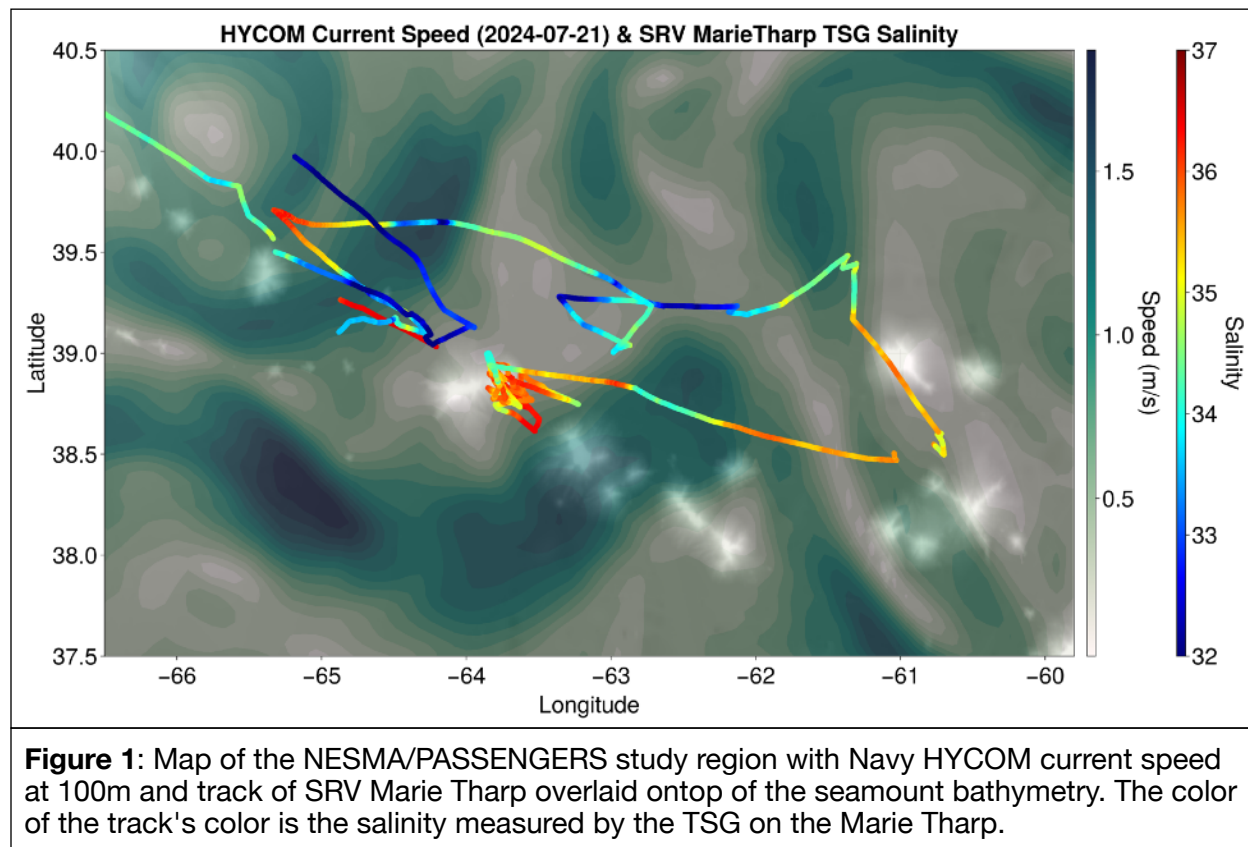 HYCOM Current Speed (2024-07-21) & SRV MarieTharp TSG Salinity
40.5
40.0
39.5
39.0
38.5
38.0
37.5
Latitude
−66
−65
−64
−63
−62
−61
−60
Longitude
1.5
1.0
0.5
Speed (m/s)
37
36
35
34
33
32
Salinity
Figure 1: Map of the NESMA/PASSENGERS study region with Navy HYCOM current speed
at 100m and track of SRV Marie Tharp overlaid ontop of the seamount bathymetry. The color
of the track's color is the salinity measured by the TSG on the Marie Tharp.